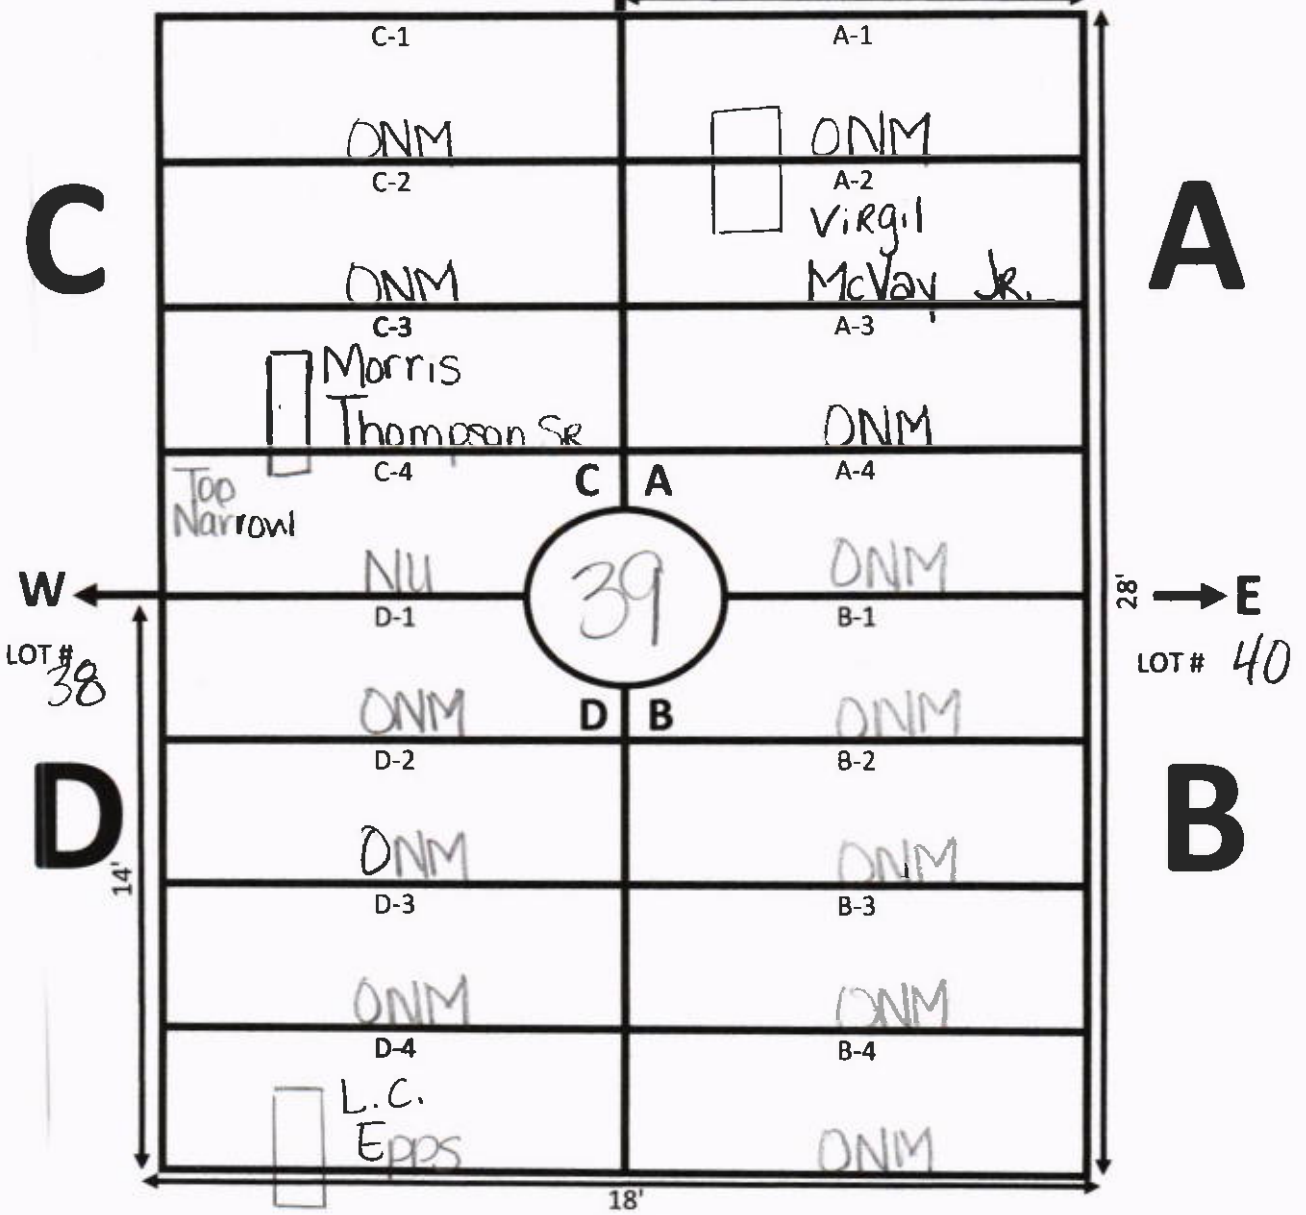 C-1
A-1
ONM
ONM
C-2
A-2
Virgil
McVay Jr.
ONM
C
A
C-3
A-3
Morris
Thompson Sr
ONM
C-4
A-4
C A
Top
Narrow
NU
39
ONM
W
28'
E
D-1
B-1
LOT # 38
LOT # 40
ONM
D B
ONM
D-2
B-2
D
B
ONM
ONM
14'
D-3
B-3
ONM
ONM
D-4
B-4
L.C.
Epps
ONM
18'